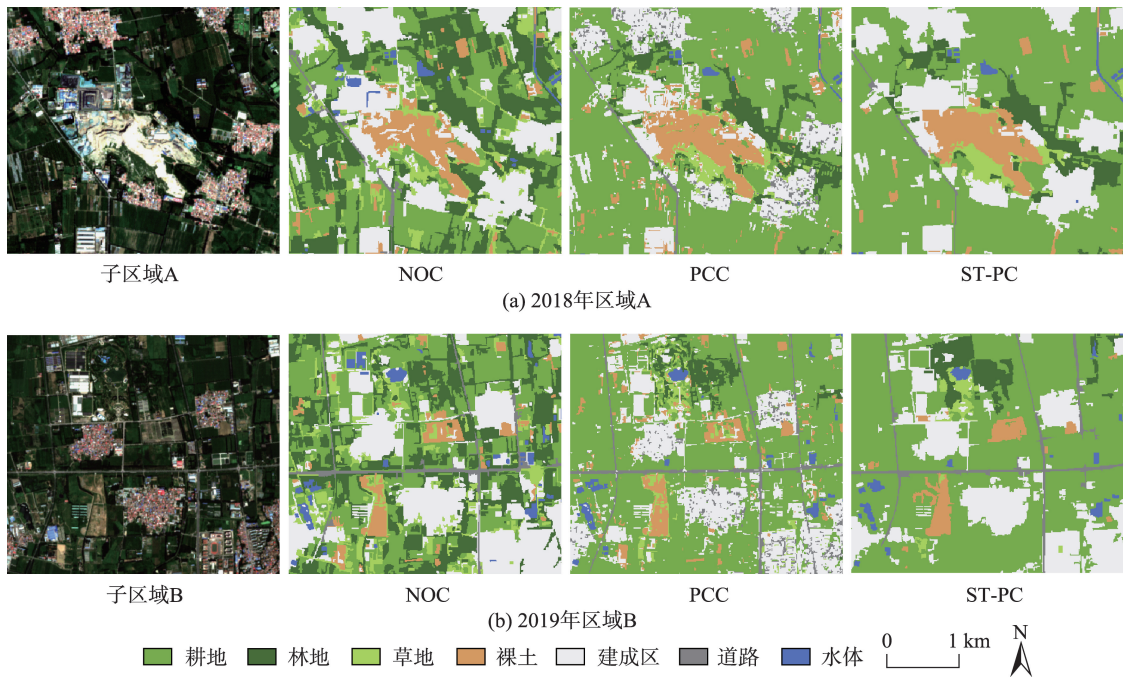 子区域A NOC PCC ST-PC
(a) 2018年区域A
子区域B NOC PCC ST-PC
(b) 2019年区域B
耕地 林地 草地 裸土 建成区 道路 水体 0 1 km N